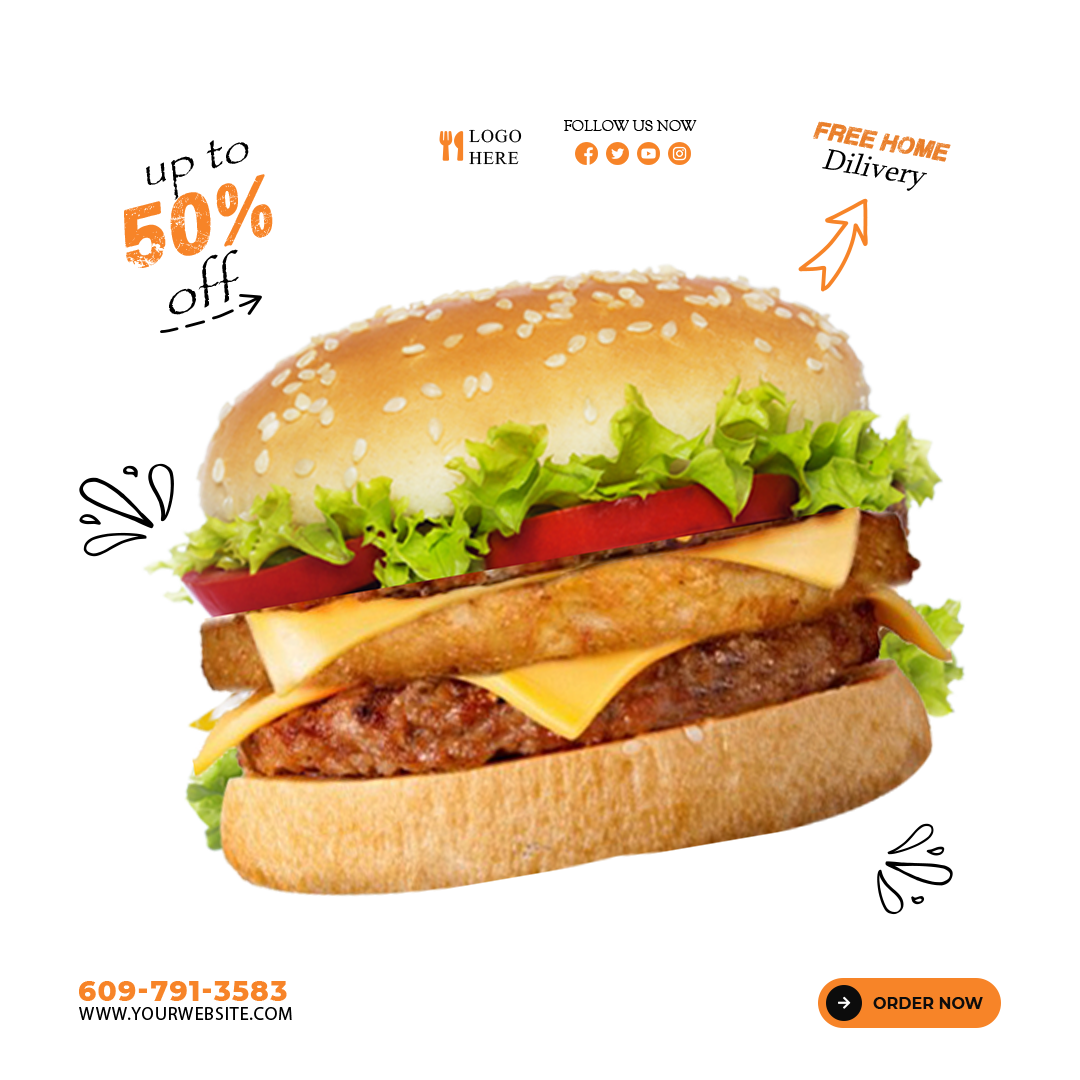 up to
50%
off
LOGO
HERE
FOLLOW US NOW
FREE HOME
Dilivery
609-791-3583
WWW.YOURWEBSITE.COM
ORDER NOW